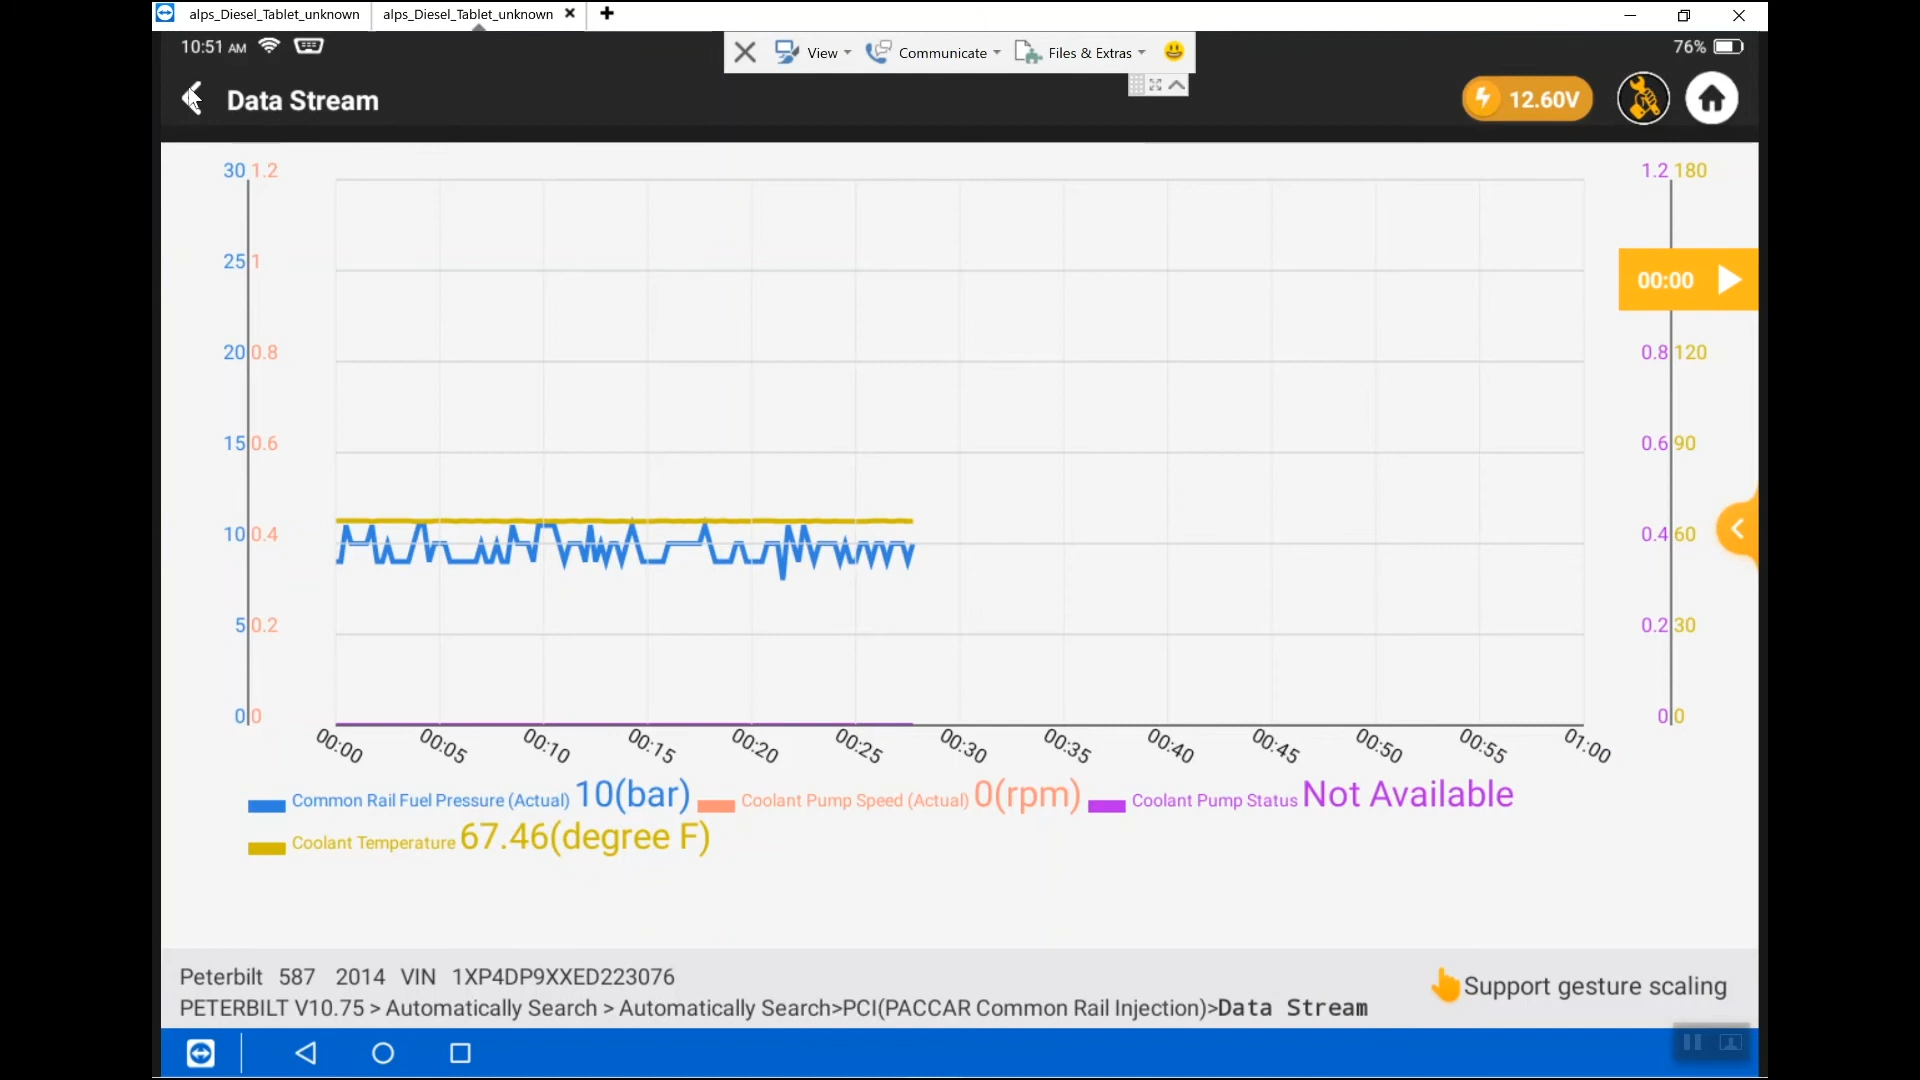 alps_Diesel_Tablet_unknown alps_Diesel_Tablet_unknown
10:51 AM View Communicate Files & Extras 76%
Data Stream 12.60V
30 1.2 1.2 180
25 1
00:00
20 0.8 0.8 120
15 0.6 0.6 90
10 0.4 0.4 60
5 0.2 0.2 30
0 0 0 0
00:00 00:05 00:10 00:15 00:20 00:25 00:30 00:35 00:40 00:45 00:50 00:55 01:00
Common Rail Fuel Pressure (Actual) 10(bar) Coolant Pump Speed (Actual) 0(rpm) Coolant Pump Status Not Available
Coolant Temperature 67.46(degree F)
Peterbilt 587 2014 VIN 1XP4DP9XXED223076
Support gesture scaling
PETERBILT V10.75 > Automatically Search > Automatically Search>PCI(PACCAR Common Rail Injection)>Data Stream